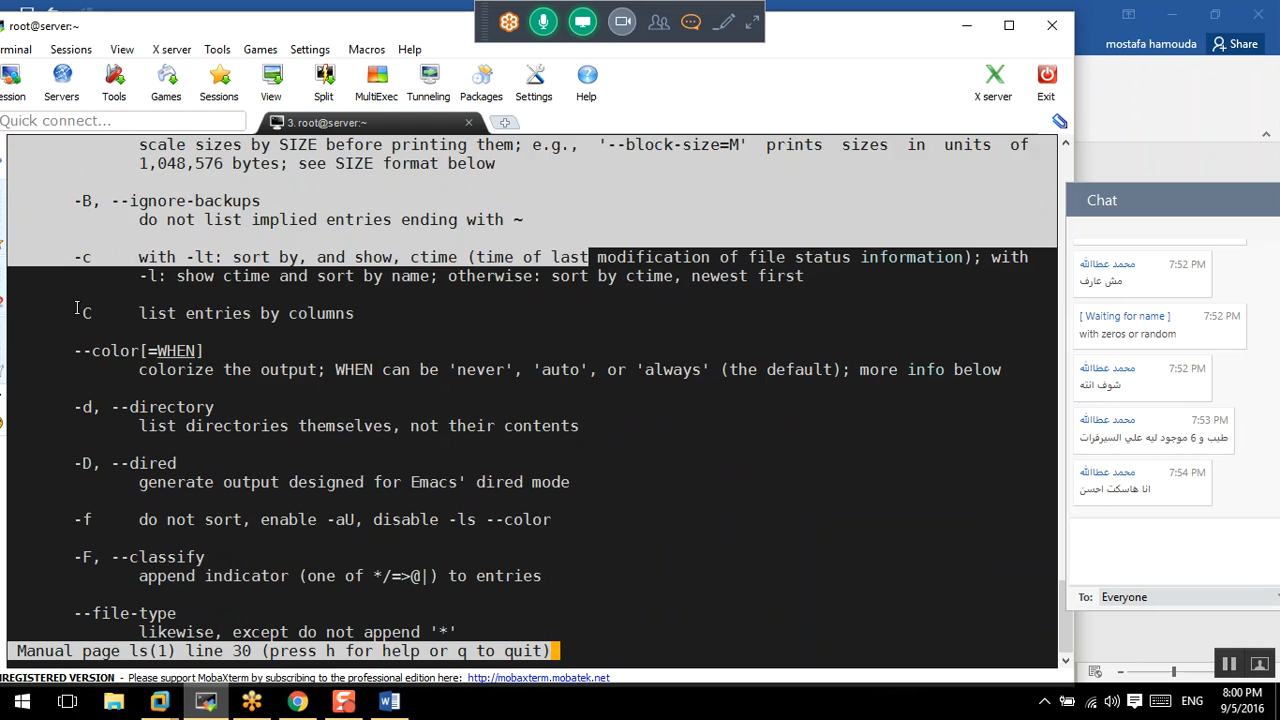 root@server:~
mostafa hamouda
Share
rminal Sessions View X server Tools Games Settings Macros Help
ession Servers Tools Games Sessions View Split MultiExec Tunneling Packages Settings Help X server Exit
Quick connect...
3. root@server:~
scale sizes by SIZE before printing them; e.g., '--block-size=M' prints sizes in units of
1,048,576 bytes; see SIZE format below
-B, --ignore-backups
do not list implied entries ending with ~
-c with -lt: sort by, and show, ctime (time of last modification of file status information); with
-l: show ctime and sort by name; otherwise: sort by ctime, newest first
C list entries by columns
--color[=WHEN]
colorize the output; WHEN can be 'never', 'auto', or 'always' (the default); more info below
-d, --directory
list directories themselves, not their contents
-D, --dired
generate output designed for Emacs' dired mode
-f do not sort, enable -aU, disable -ls --color
-F, --classify
append indicator (one of */=>@|) to entries
--file-type
likewise, except do not append '*'
Manual page ls(1) line 30 (press h for help or q to quit)
REGISTERED VERSION - Please support MobaXterm by subscribing to the professional edition here: http://mobaxterm.mobatek.net
Chat
محمد عطاالله 7:52 PM
مش عارف
[ Waiting for name ] 7:52 PM
with zeros or random
محمد عطاالله 7:52 PM
شوف انته
محمد عطاالله 7:53 PM
طيب و 6 موجود ليه علي السيرفرات
محمد عطاالله 7:54 PM
انا هاسكت احسن
To: Everyone
ENG
8:00 PM
9/5/2016